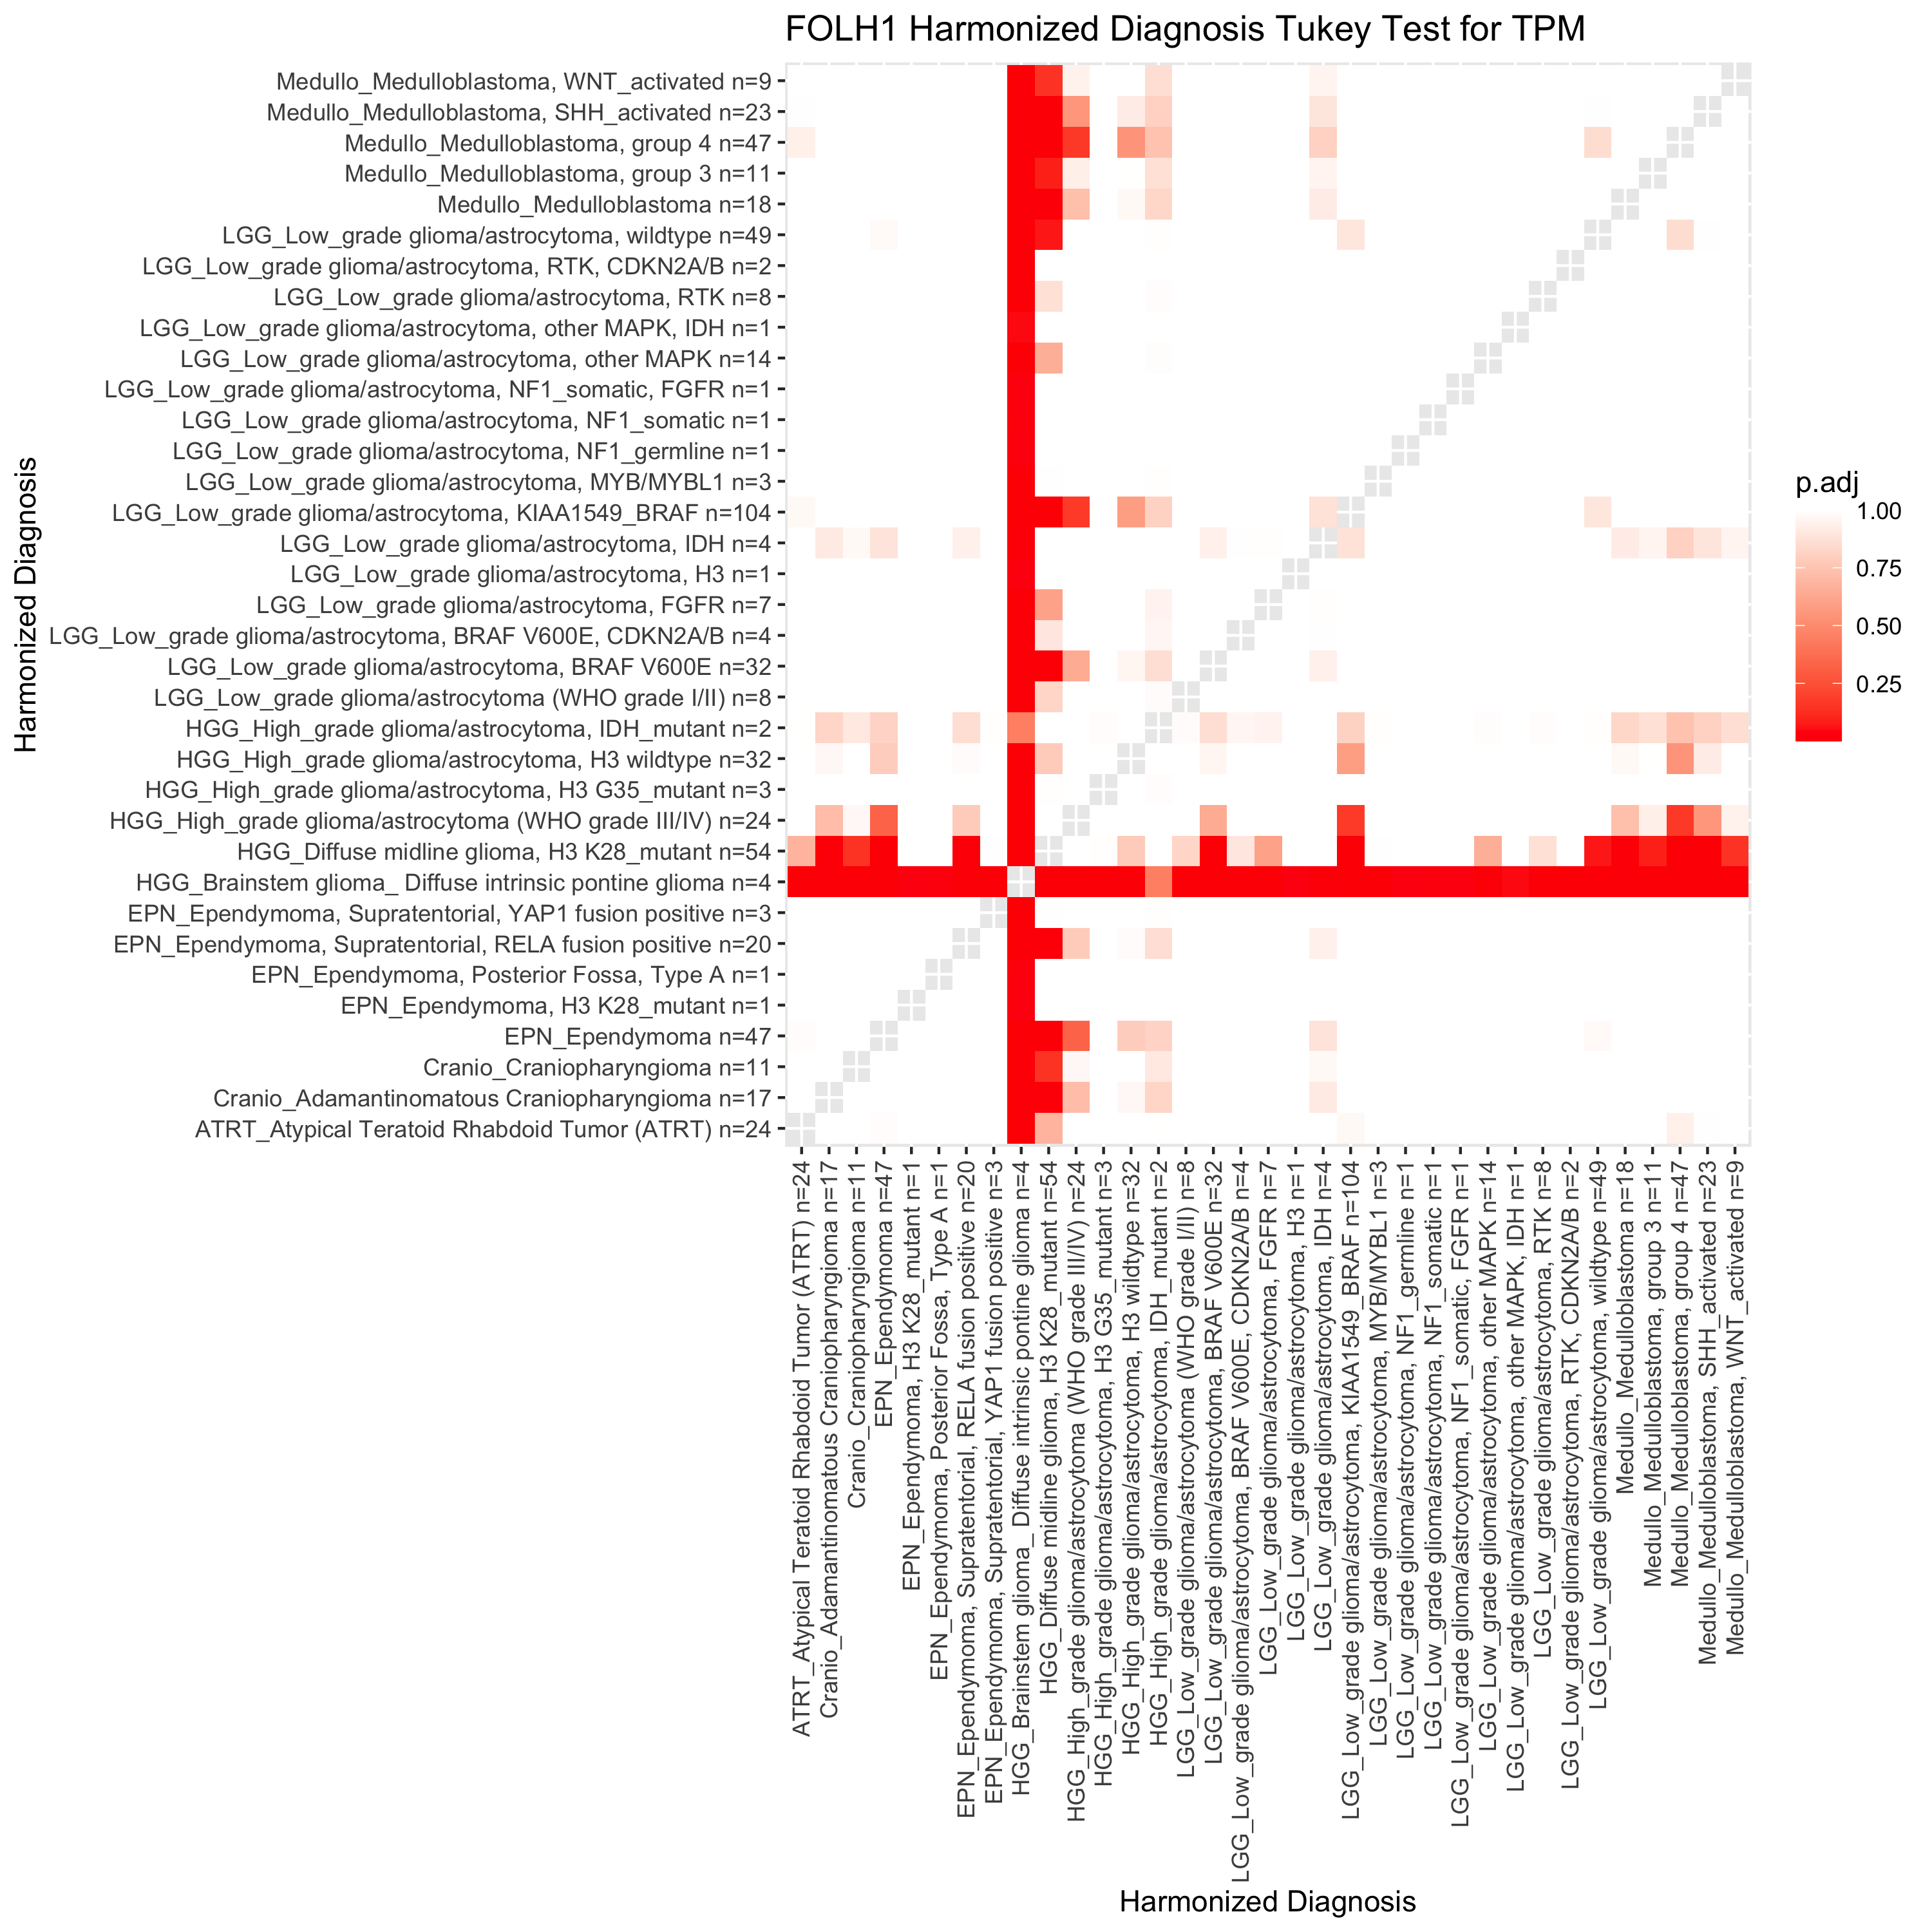 FOLH1 Harmonized Diagnosis Tukey Test for TPM
Harmonized Diagnosis
Medullo_Medulloblastoma, WNT_activated n=9
Medullo_Medulloblastoma, SHH_activated n=23
Medullo_Medulloblastoma, group 4 n=47
Medullo_Medulloblastoma, group 3 n=11
Medullo_Medulloblastoma n=18
LGG_Low_grade glioma/astrocytoma, wildtype n=49
LGG_Low_grade glioma/astrocytoma, RTK, CDKN2A/B n=2
LGG_Low_grade glioma/astrocytoma, RTK n=8
LGG_Low_grade glioma/astrocytoma, other MAPK, IDH n=1
LGG_Low_grade glioma/astrocytoma, other MAPK n=14
LGG_Low_grade glioma/astrocytoma, NF1_somatic, FGFR n=1
LGG_Low_grade glioma/astrocytoma, NF1_somatic n=1
LGG_Low_grade glioma/astrocytoma, NF1_germline n=1
LGG_Low_grade glioma/astrocytoma, MYB/MYBL1 n=3
LGG_Low_grade glioma/astrocytoma, KIAA1549_BRAF n=104
LGG_Low_grade glioma/astrocytoma, IDH n=4
LGG_Low_grade glioma/astrocytoma, H3 n=1
LGG_Low_grade glioma/astrocytoma, FGFR n=7
LGG_Low_grade glioma/astrocytoma, BRAF V600E, CDKN2A/B n=4
LGG_Low_grade glioma/astrocytoma, BRAF V600E n=32
LGG_Low_grade glioma/astrocytoma (WHO grade I/II) n=8
HGG_High_grade glioma/astrocytoma, IDH_mutant n=2
HGG_High_grade glioma/astrocytoma, H3 wildtype n=32
HGG_High_grade glioma/astrocytoma, H3 G35_mutant n=3
HGG_High_grade glioma/astrocytoma (WHO grade III/IV) n=24
HGG_Diffuse midline glioma, H3 K28_mutant n=54
HGG_Brainstem glioma_ Diffuse intrinsic pontine glioma n=4
EPN_Ependymoma, Supratentorial, YAP1 fusion positive n=3
EPN_Ependymoma, Supratentorial, RELA fusion positive n=20
EPN_Ependymoma, Posterior Fossa, Type A n=1
EPN_Ependymoma, H3 K28_mutant n=1
EPN_Ependymoma n=47
Cranio_Craniopharyngioma n=11
Cranio_Adamantinomatous Craniopharyngioma n=17
ATRT_Atypical Teratoid Rhabdoid Tumor (ATRT) n=24
ATRT_Atypical Teratoid Rhabdoid Tumor (ATRT) n=24
Cranio_Adamantinomatous Craniopharyngioma n=17
Cranio_Craniopharyngioma n=11
EPN_Ependymoma n=47
EPN_Ependymoma, H3 K28_mutant n=1
EPN_Ependymoma, Posterior Fossa, Type A n=1
EPN_Ependymoma, Supratentorial, RELA fusion positive n=20
EPN_Ependymoma, Supratentorial, YAP1 fusion positive n=3
HGG_Brainstem glioma_ Diffuse intrinsic pontine glioma n=4
HGG_Diffuse midline glioma, H3 K28_mutant n=54
HGG_High_grade glioma/astrocytoma (WHO grade III/IV) n=24
HGG_High_grade glioma/astrocytoma, H3 G35_mutant n=3
HGG_High_grade glioma/astrocytoma, H3 wildtype n=32
HGG_High_grade glioma/astrocytoma, IDH_mutant n=2
LGG_Low_grade glioma/astrocytoma (WHO grade I/II) n=8
LGG_Low_grade glioma/astrocytoma, BRAF V600E n=32
LGG_Low_grade glioma/astrocytoma, BRAF V600E, CDKN2A/B n=4
LGG_Low_grade glioma/astrocytoma, FGFR n=7
LGG_Low_grade glioma/astrocytoma, H3 n=1
LGG_Low_grade glioma/astrocytoma, IDH n=4
LGG_Low_grade glioma/astrocytoma, KIAA1549_BRAF n=104
LGG_Low_grade glioma/astrocytoma, MYB/MYBL1 n=3
LGG_Low_grade glioma/astrocytoma, NF1_germline n=1
LGG_Low_grade glioma/astrocytoma, NF1_somatic n=1
LGG_Low_grade glioma/astrocytoma, NF1_somatic, FGFR n=1
LGG_Low_grade glioma/astrocytoma, other MAPK n=14
LGG_Low_grade glioma/astrocytoma, other MAPK, IDH n=1
LGG_Low_grade glioma/astrocytoma, RTK n=8
LGG_Low_grade glioma/astrocytoma, RTK, CDKN2A/B n=2
LGG_Low_grade glioma/astrocytoma, wildtype n=49
Medullo_Medulloblastoma n=18
Medullo_Medulloblastoma, group 3 n=11
Medullo_Medulloblastoma, group 4 n=47
Medullo_Medulloblastoma, SHH_activated n=23
Medullo_Medulloblastoma, WNT_activated n=9
Harmonized Diagnosis
p.adj
1.00
0.75
0.50
0.25